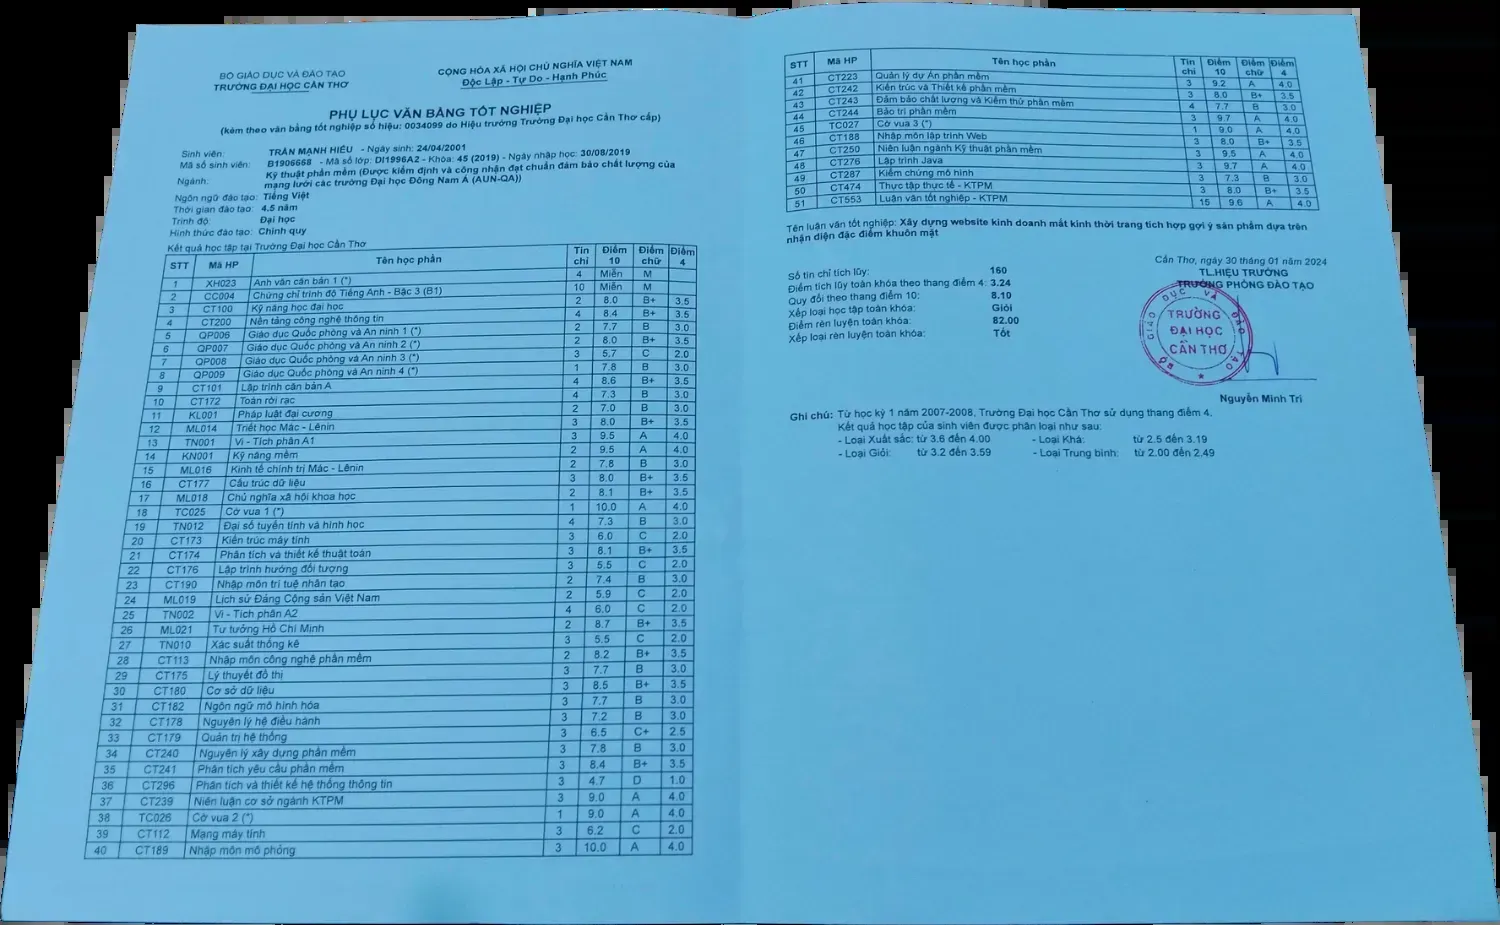 BỘ GIÁO DỤC VÀ ĐÀO TẠO
TRƯỜNG ĐẠI HỌC CẦN THƠ
CỘNG HÒA XÃ HỘI CHỦ NGHĨA VIỆT NAM
Độc Lập - Tự Do - Hạnh Phúc
PHỤ LỤC VĂN BẰNG TỐT NGHIỆP
(kèm theo văn bằng tốt nghiệp số hiệu: 0034099 do Hiệu trưởng Trường Đại học Cần Thơ cấp)
Sinh viên: TRẦN MẠNH HIẾU - Ngày sinh: 24/04/2001
Mã số sinh viên: B1906668 - Mã số lớp: DI1996A2 - Khóa: 45 (2019) - Ngày nhập học: 30/08/2019
Ngành: Kỹ thuật phần mềm (Được kiểm định và công nhận đạt chuẩn đảm bảo chất lượng của
mạng lưới các trường Đại học Đông Nam Á (AUN-QA))
Ngôn ngữ đào tạo: Tiếng Việt
Thời gian đào tạo: 4.5 năm
Trình độ: Đại học
Hình thức đào tạo: Chính quy
Kết quả học tập tại Trường Đại học Cần Thơ
STT Mã HP Tên học phần Tín chỉ Điểm 10 Điểm chữ Điểm 4
1 XH023 Anh văn căn bản 1 (*) 4 Miễn M
2 CC004 Chứng chỉ trình độ Tiếng Anh - Bậc 3 (B1) 10 Miễn M
3 CT100 Kỹ năng học đại học 2 8.0 B+ 3.5
4 CT200 Nền tảng công nghệ thông tin 4 8.4 B+ 3.5
5 QP006 Giáo dục Quốc phòng và An ninh 1 (*) 2 7.7 B 3.0
6 QP007 Giáo dục Quốc phòng và An ninh 2 (*) 2 8.0 B+ 3.5
7 QP008 Giáo dục Quốc phòng và An ninh 3 (*) 3 5.7 C 2.0
8 QP009 Giáo dục Quốc phòng và An ninh 4 (*) 1 7.8 B 3.0
9 CT101 Lập trình căn bản A 4 8.6 B+ 3.5
10 CT172 Toán rời rạc 4 7.3 B 3.0
11 KL001 Pháp luật đại cương 2 7.0 B 3.0
12 ML014 Triết học Mác - Lênin 3 8.0 B+ 3.5
13 TN001 Vi - Tích phân A1 3 9.5 A 4.0
14 KN001 Kỹ năng mềm 2 9.5 A 4.0
15 ML016 Kinh tế chính trị Mác - Lênin 2 7.8 B 3.0
16 CT177 Cấu trúc dữ liệu 3 8.0 B+ 3.5
17 ML018 Chủ nghĩa xã hội khoa học 2 8.1 B+ 3.5
18 TC025 Cờ vua 1 (*) 1 10.0 A 4.0
19 TN012 Đại số tuyến tính và hình học 4 7.3 B 3.0
20 CT173 Kiến trúc máy tính 3 6.0 C 2.0
21 CT174 Phân tích và thiết kế thuật toán 3 8.1 B+ 3.5
22 CT176 Lập trình hướng đối tượng 3 5.5 C 2.0
23 CT190 Nhập môn trí tuệ nhân tạo 2 7.4 B 3.0
24 ML019 Lịch sử Đảng Cộng sản Việt Nam 2 5.9 C 2.0
25 TN002 Vi - Tích phân A2 4 6.0 C 2.0
26 ML021 Tư tưởng Hồ Chí Minh 2 8.7 B+ 3.5
27 TN010 Xác suất thống kê 3 5.5 C 2.0
28 CT113 Nhập môn công nghệ phần mềm 2 8.2 B+ 3.5
29 CT175 Lý thuyết đồ thị 3 7.7 B 3.0
30 CT180 Cơ sở dữ liệu 3 8.5 B+ 3.5
31 CT182 Ngôn ngữ mô hình hóa 3 7.7 B 3.0
32 CT178 Nguyên lý hệ điều hành 3 7.2 B 3.0
33 CT179 Quản trị hệ thống 3 6.5 C+ 2.5
34 CT240 Nguyên lý xây dựng phần mềm 3 7.8 B 3.0
35 CT241 Phân tích yêu cầu phần mềm 3 8.4 B+ 3.5
36 CT296 Phân tích và thiết kế hệ thống thông tin 3 4.7 D 1.0
37 CT239 Niên luận cơ sở ngành KTPM 3 9.0 A 4.0
38 TC026 Cờ vua 2 (*) 1 9.0 A 4.0
39 CT112 Mạng máy tính 3 6.2 C 2.0
40 CT189 Nhập môn mô phỏng 3 10.0 A 4.0
STT Mã HP Tên học phần Tín chỉ Điểm 10 Điểm chữ Điểm 4
41 CT223 Quản lý dự Án phần mềm 3 9.2 A 4.0
42 CT242 Kiến trúc và Thiết kế phần mềm 3 8.0 B+ 3.5
43 CT243 Đảm bảo chất lượng và Kiểm thử phần mềm 4 7.7 B 3.0
44 CT244 Bảo trì phần mềm 3 9.7 A 4.0
45 TC027 Cờ vua 3 (*) 1 9.0 A 4.0
46 CT188 Nhập môn lập trình Web 3 8.0 B+ 3.5
47 CT250 Niên luận ngành Kỹ thuật phần mềm 3 9.5 A 4.0
48 CT276 Lập trình Java 3 9.7 A 4.0
49 CT287 Kiểm chứng mô hình 3 7.3 B 3.0
50 CT474 Thực tập thực tế - KTPM 3 8.0 B+ 3.5
51 CT553 Luận văn tốt nghiệp - KTPM 15 9.6 A 4.0
Tên luận văn tốt nghiệp: Xây dựng website kinh doanh mắt kính thời trang tích hợp gợi ý sản phẩm dựa trên
nhận diện đặc điểm khuôn mặt
Số tín chỉ tích lũy: 160
Điểm tích lũy toàn khóa theo thang điểm 4: 3.24
Quy đổi theo thang điểm 10: 8.10
Xếp loại học tập toàn khóa: Giỏi
Điểm rèn luyện toàn khóa: 82.00
Xếp loại rèn luyện toàn khóa: Tốt
Cần Thơ, ngày 30 tháng 01 năm 2024
TL.HIỆU TRƯỞNG
TRƯỞNG PHÒNG ĐÀO TẠO
BỘ GIÁO DỤC VÀ ĐÀO TẠO
TRƯỜNG
ĐẠI HỌC
CẦN THƠ
Nguyễn Minh Trí
Ghi chú: Từ học kỳ 1 năm 2007-2008, Trường Đại học Cần Thơ sử dụng thang điểm 4.
Kết quả học tập của sinh viên được phân loại như sau:
- Loại Xuất sắc: từ 3.6 đến 4.00 - Loại Khá: từ 2.5 đến 3.19
- Loại Giỏi: từ 3.2 đến 3.59 - Loại Trung bình: từ 2.00 đến 2.49